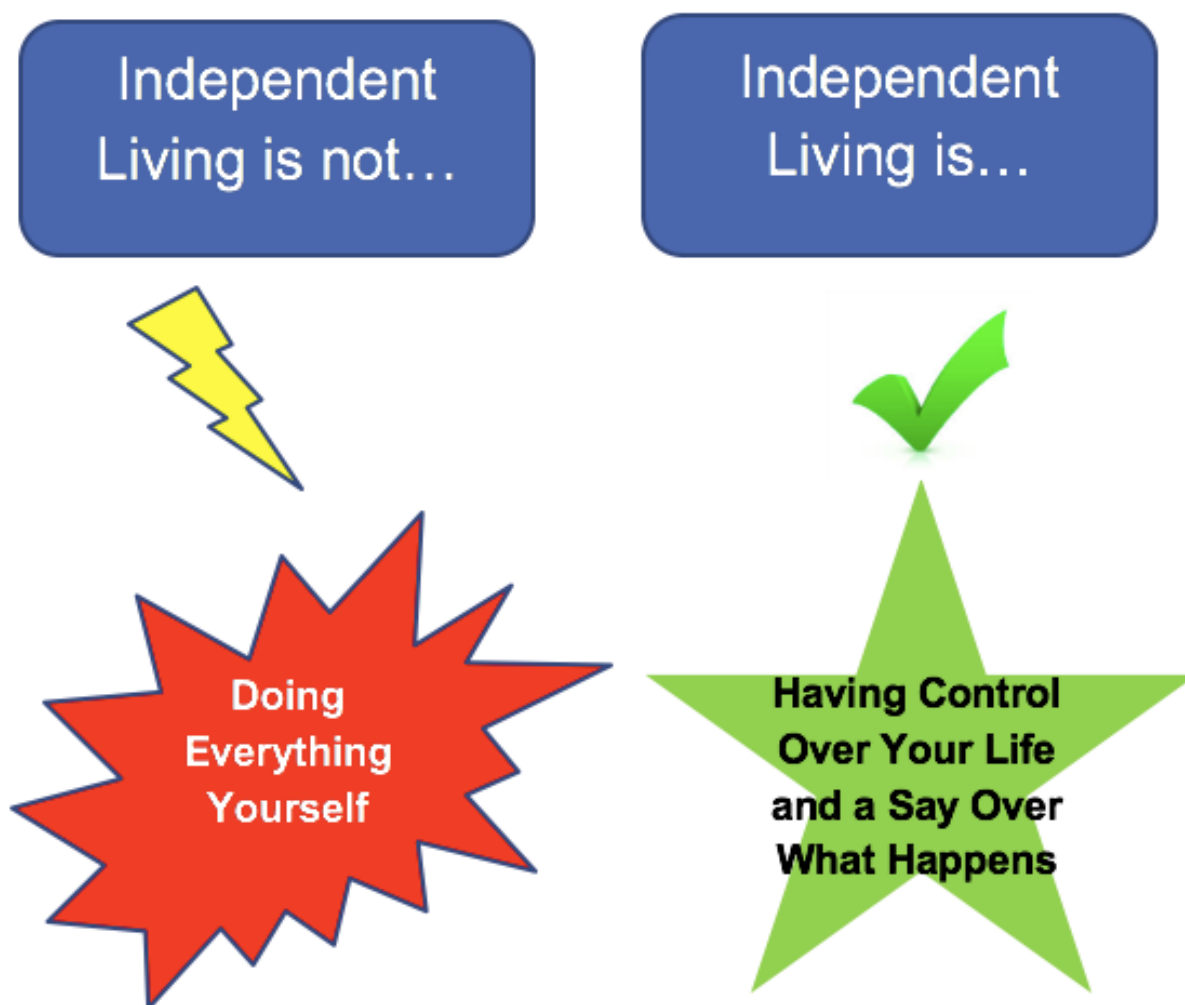 Independent
Living is not…
Independent
Living is…
Doing
Everything
Yourself
Having Control
Over Your Life
and a Say Over
What Happens